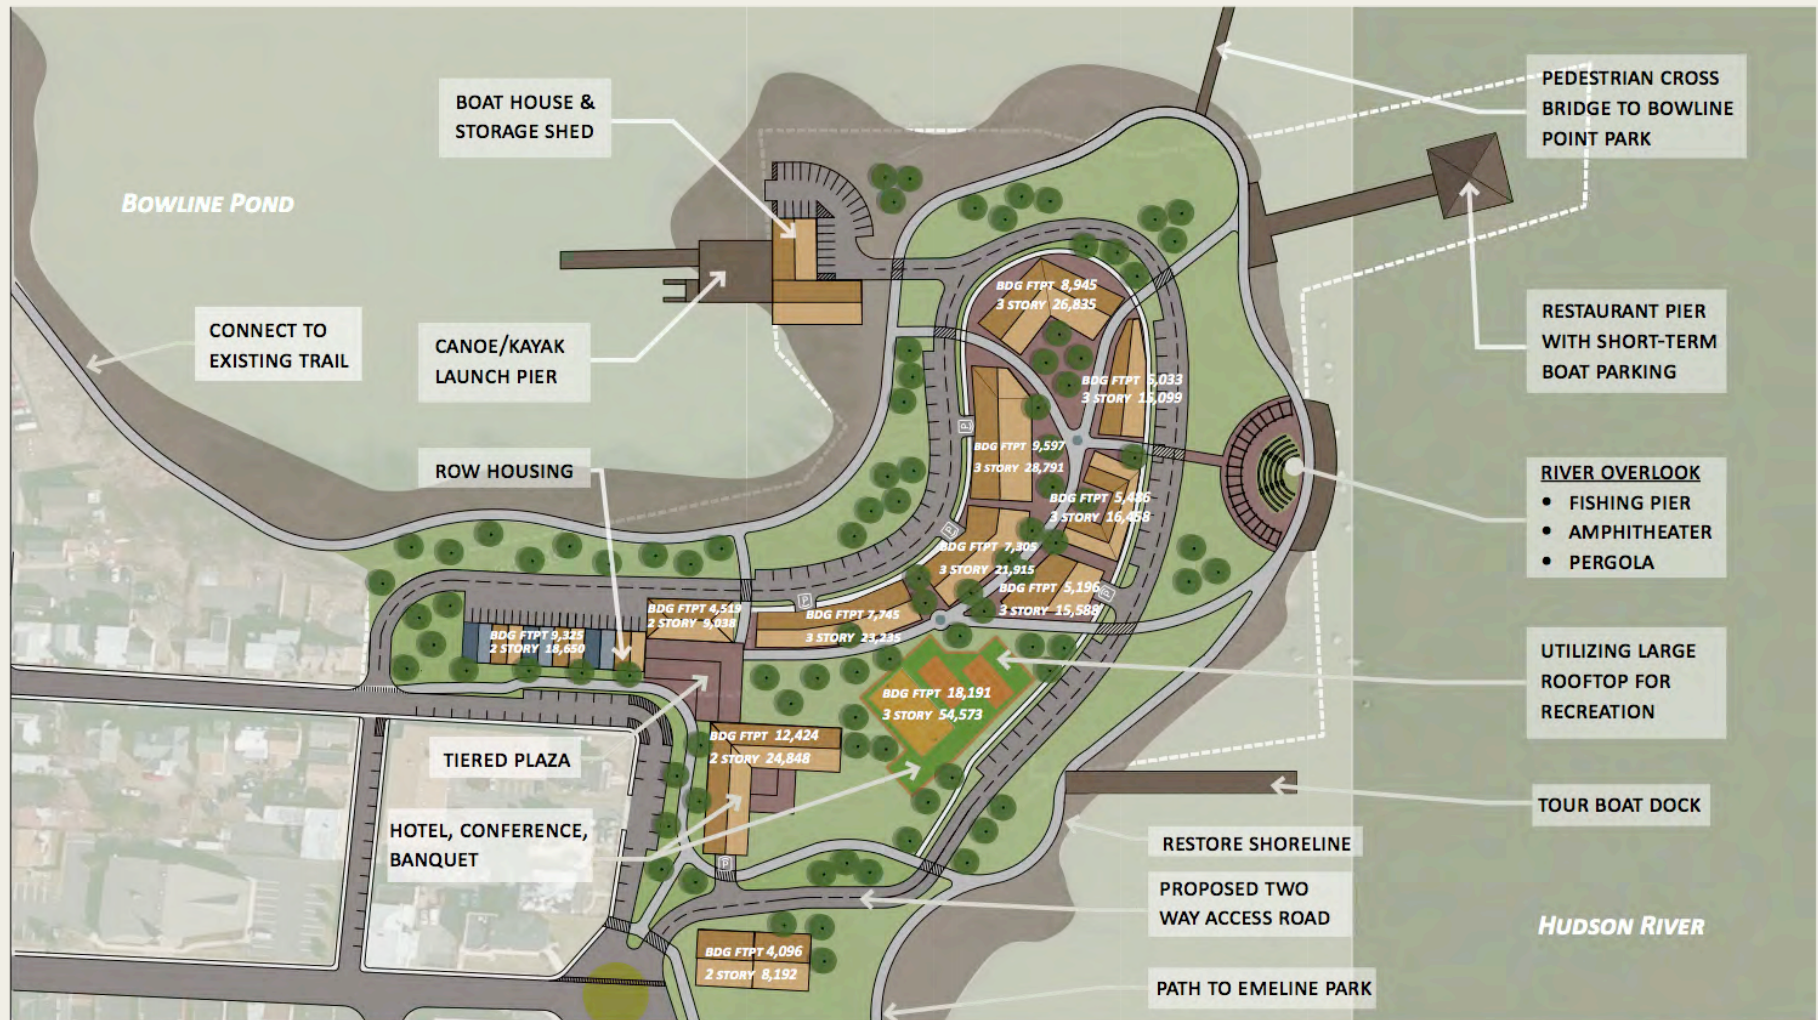 BOWLINE POND
BOAT HOUSE &
STORAGE SHED
PEDESTRIAN CROSS
BRIDGE TO BOWLINE
POINT PARK
CONNECT TO
EXISTING TRAIL
CANOE/KAYAK
LAUNCH PIER
RESTAURANT PIER
WITH SHORT-TERM
BOAT PARKING
ROW HOUSING
RIVER OVERLOOK
• FISHING PIER
• AMPHITHEATER
• PERGOLA
BDG FTPT 8,945
3 STORY 26,835
BDG FTPT 5,033
3 STORY 15,099
BDG FTPT 9,597
3 STORY 28,791
BDG FTPT 5,486
3 STORY 16,458
BDG FTPT 7,305
3 STORY 21,915
BDG FTPT 5,196
3 STORY 15,588
BDG FTPT 4,519
2 STORY 9,038
BDG FTPT 7,745
3 STORY 23,235
BDG FTPT 9,325
2 STORY 18,650
BDG FTPT 18,191
3 STORY 54,573
BDG FTPT 12,424
2 STORY 24,848
BDG FTPT 4,096
2 STORY 8,192
P
P
P
P
P
UTILIZING LARGE
ROOFTOP FOR
RECREATION
TIERED PLAZA
HOTEL, CONFERENCE,
BANQUET
TOUR BOAT DOCK
RESTORE SHORELINE
PROPOSED TWO
WAY ACCESS ROAD
HUDSON RIVER
PATH TO EMELINE PARK